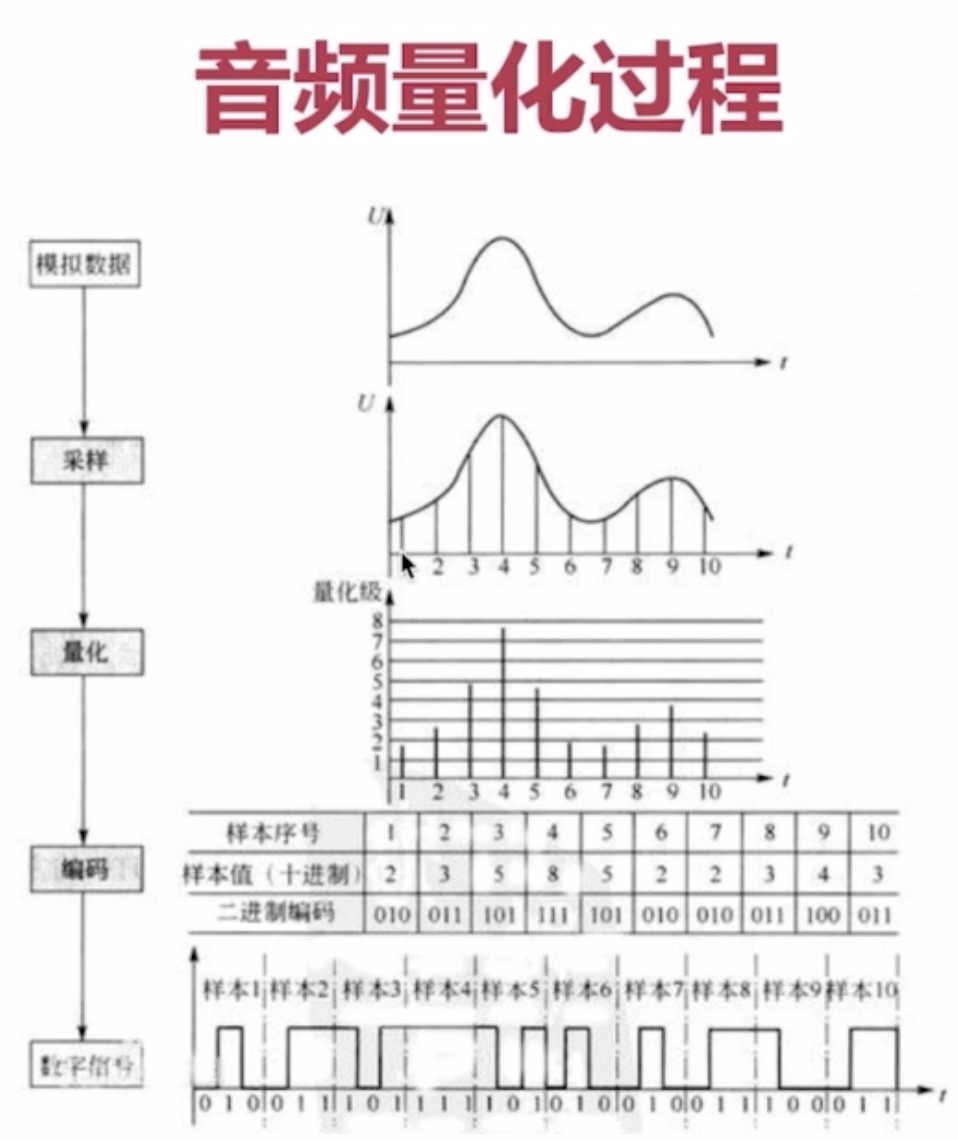 音频量化过程
模拟数据
U
t
采样
U
t
2 3 4 5 6 7 8 9 10
量化
量化级
8
7
6
5
4
3
2
1
t
1 2 3 4 5 6 7 8 9 10
编码
样本序号 1 2 3 4 5 6 7 8 9 10
样本值（十进制） 2 3 5 8 5 2 2 3 4 3
二进制编码 010 011 101 111 101 010 010 011 100 011
样本1 样本2 样本3 样本4 样本5 样本6 样本7 样本8 样本9 样本10
数字信号
0 1 0 0 1 1 1 0 1 1 1 1 1 0 1 0 1 0 0 1 0 0 1 1 1 0 0 0 1 1
t